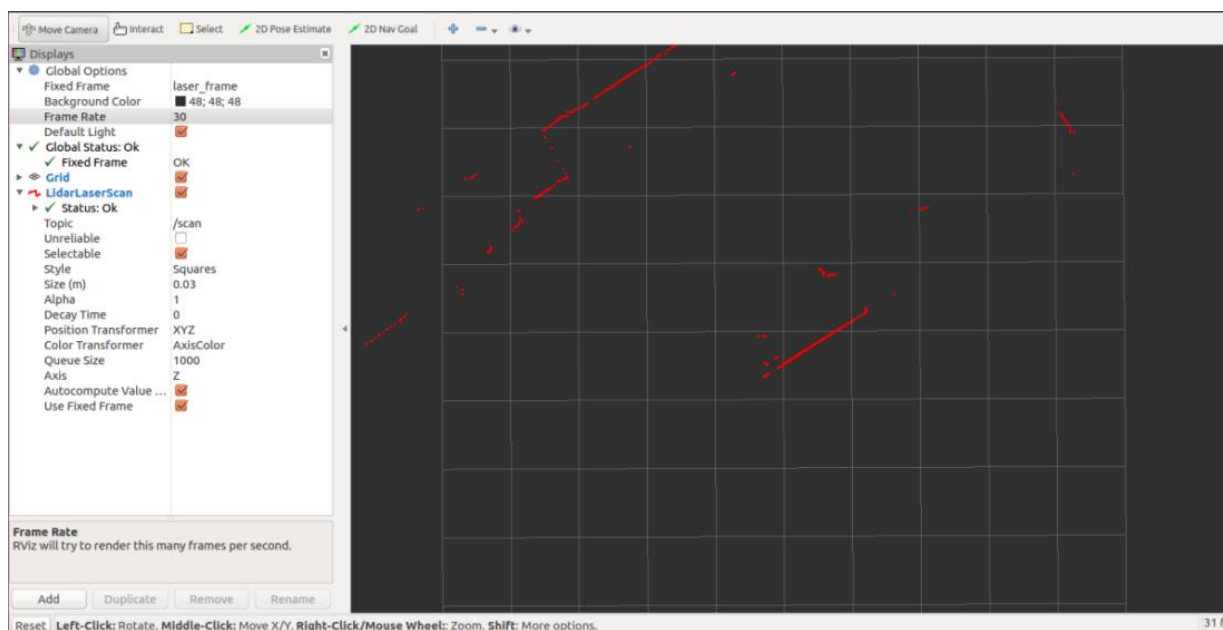 Move Camera Interact Select 2D Pose Estimate 2D Nav Goal
Displays
Global Options
Fixed Frame laser_frame
Background Color 48; 48; 48
Frame Rate 30
Default Light
Global Status: Ok
Fixed Frame OK
Grid
LidarLaserScan
Status: Ok
Topic /scan
Unreliable
Selectable
Style Squares
Size (m) 0.03
Alpha 1
Decay Time 0
Position Transformer XYZ
Color Transformer AxisColor
Queue Size 1000
Axis Z
Autocompute Value ...
Use Fixed Frame
Frame Rate
RViz will try to render this many frames per second.
Add Duplicate Remove Rename
Reset Left-Click: Rotate. Middle-Click: Move X/Y. Right-Click/Mouse Wheel:: Zoom. Shift: More options. 31